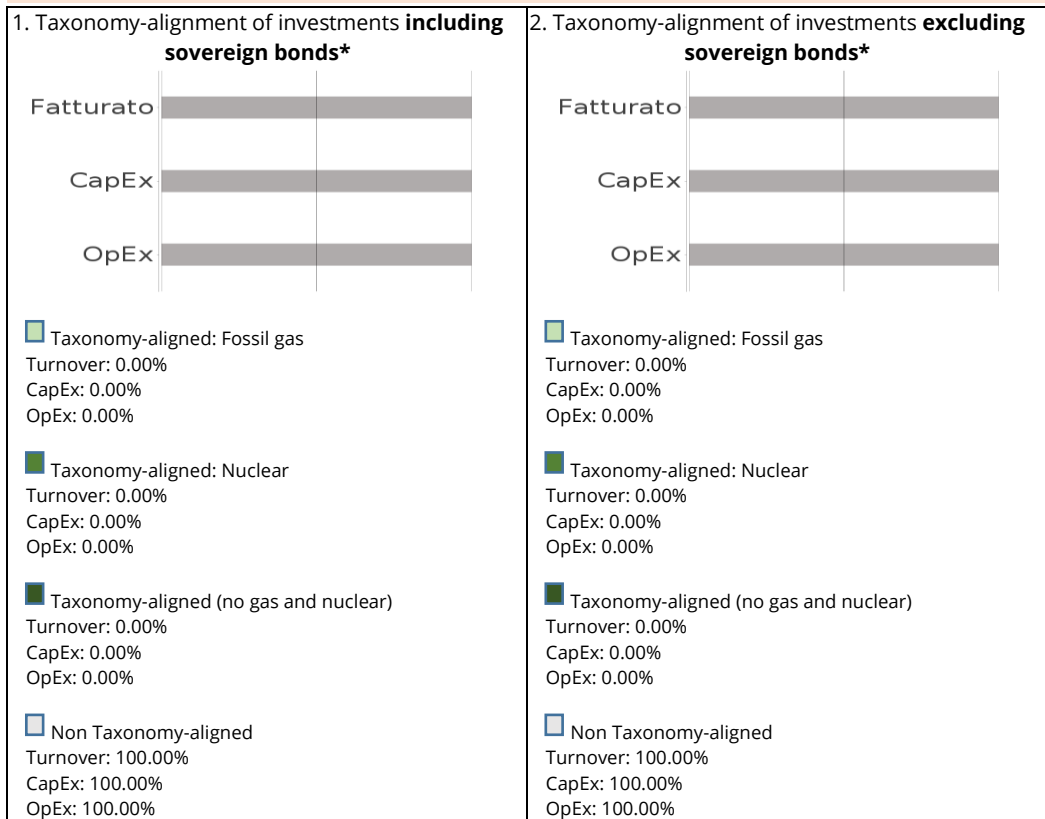 1. Taxonomy-alignment of investments including
sovereign bonds*
Fatturato
CapEx
OpEx
Taxonomy-aligned: Fossil gas
Turnover: 0.00%
CapEx: 0.00%
OpEx: 0.00%
Taxonomy-aligned: Nuclear
Turnover: 0.00%
CapEx: 0.00%
OpEx: 0.00%
Taxonomy-aligned (no gas and nuclear)
Turnover: 0.00%
CapEx: 0.00%
OpEx: 0.00%
Non Taxonomy-aligned
Turnover: 100.00%
CapEx: 100.00%
OpEx: 100.00%
2. Taxonomy-alignment of investments excluding
sovereign bonds*
Fatturato
CapEx
OpEx
Taxonomy-aligned: Fossil gas
Turnover: 0.00%
CapEx: 0.00%
OpEx: 0.00%
Taxonomy-aligned: Nuclear
Turnover: 0.00%
CapEx: 0.00%
OpEx: 0.00%
Taxonomy-aligned (no gas and nuclear)
Turnover: 0.00%
CapEx: 0.00%
OpEx: 0.00%
Non Taxonomy-aligned
Turnover: 100.00%
CapEx: 100.00%
OpEx: 100.00%